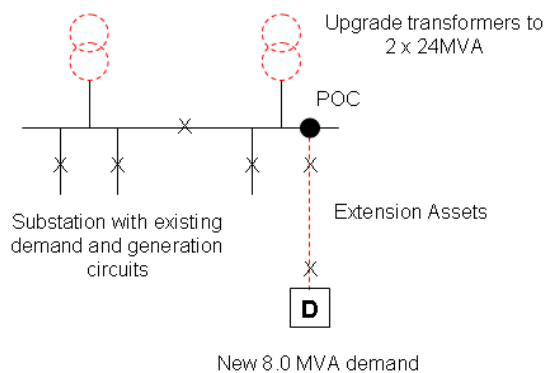 Upgrade transformers to
2 x 24MVA
POC
Extension Assets
Substation with existing
demand and generation
circuits
D
New 8.0 MVA demand